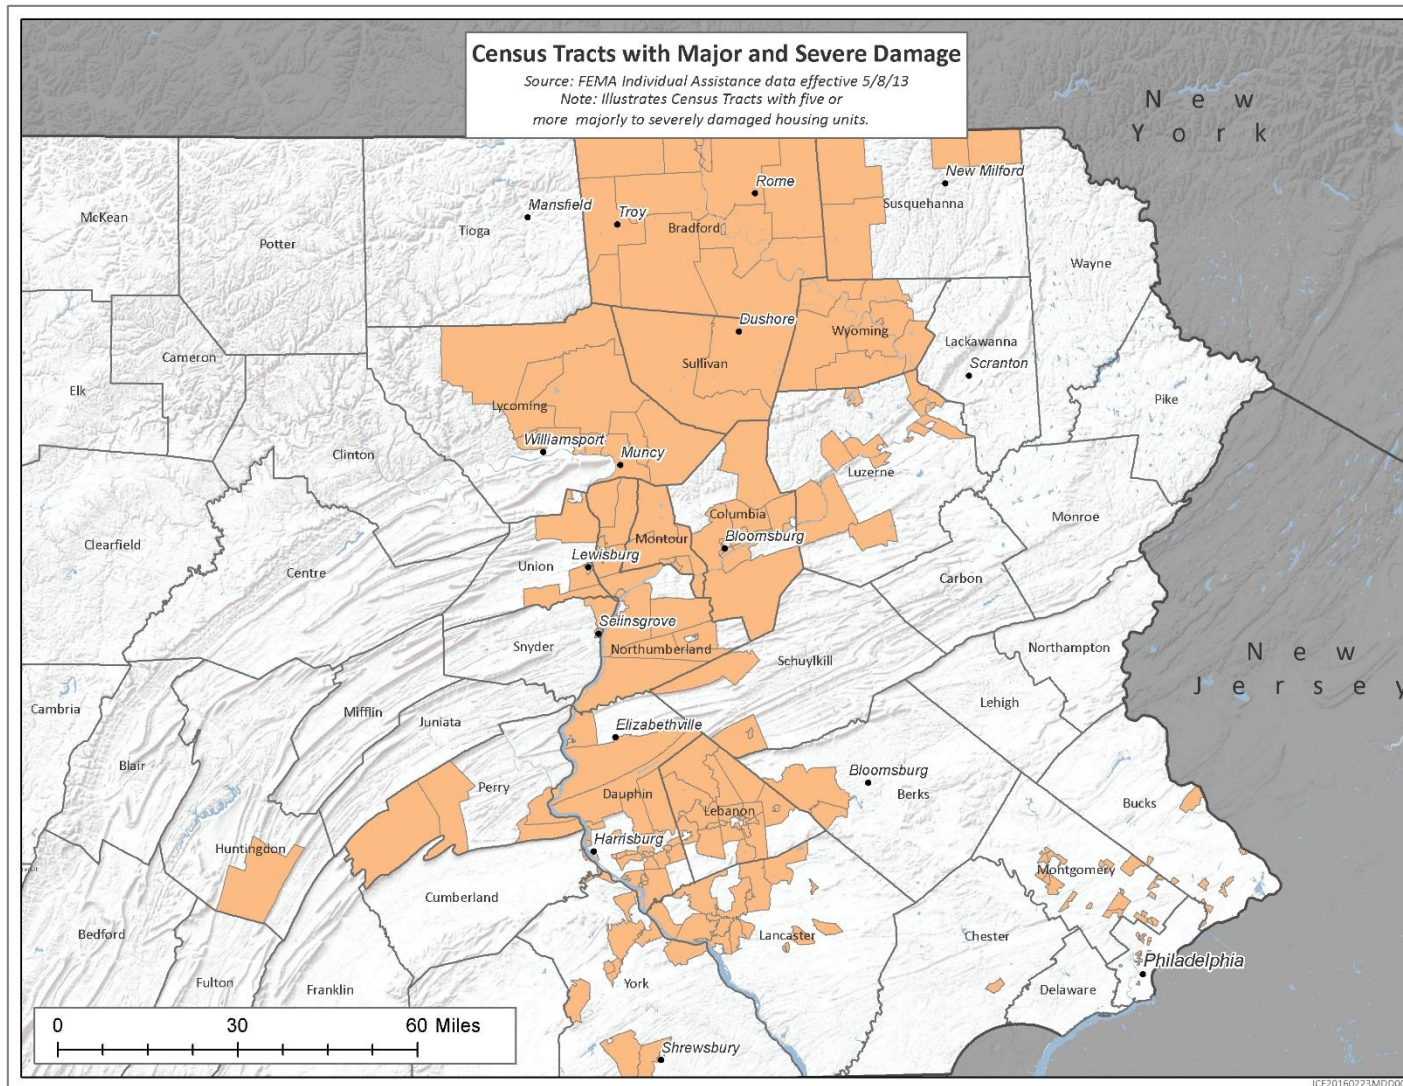 Census Tracts with Major and Severe Damage
Source: FEMA Individual Assistance data effective 5/8/13
Note: Illustrates Census Tracts with five or
more majorly to severely damaged housing units.
New
York
McKean
Potter
Tioga
Mansfield
Troy
Rome
Bradford
New Milford
Susquehanna
Wayne
Elk
Cameron
Dushore
Sullivan
Wyoming
Lackawanna
Scranton
Pike
Lycoming
Clinton
Williamsport
Muncy
Luzerne
Clearfield
Centre
Columbia
Bloomsburg
Montour
Monroe
Union
Lewisburg
Carbon
Snyder
Selinsgrove
Northumberland
Schuylkill
Northampton
New
Jersey
Cambria
Blair
Mifflin
Juniata
Elizabethville
Lehigh
Perry
Dauphin
Lebanon
Bloomsburg
Berks
Bucks
Huntingdon
Harrisburg
Montgomery
Cumberland
Bedford
Lancaster
Chester
Philadelphia
Fulton
Franklin
York
Delaware
Shrewsbury
0 30 60 Miles